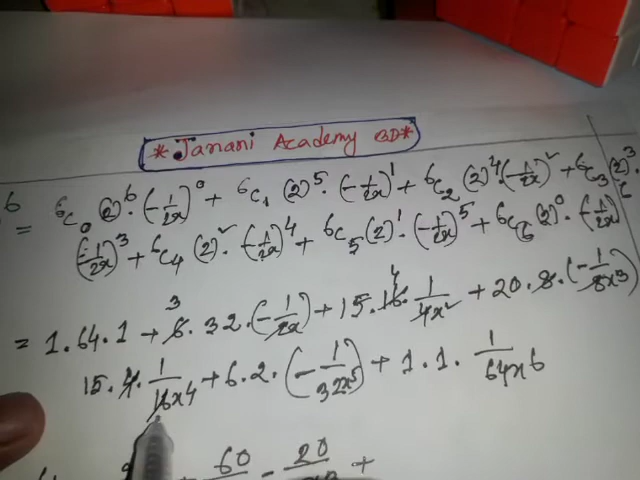 *Janani Academy BD*
6 = ⁶C₀ (2)⁶·(-1/2x)⁰ + ⁶C₁ (2)⁵·(-1/2x)¹ + ⁶C₂ (2)⁴·(-1/2x)² + ⁶C₃ (2)³·
(-1/2x)³ + ⁶C₄ (2)²·(-1/2x)⁴ + ⁶C₅ (2)¹·(-1/2x)⁵ + ⁶C₆ (2)⁰·(-1/2x)⁶
= 1·64·1 + 6·32·(-1/2x) + 15·16·1/4x² + 20·8·(-1/8x³)
15·4·1/16x⁴ + 6·2·(-1/32x⁵) + 1·1·1/64x⁶
+ 60 - 20 +